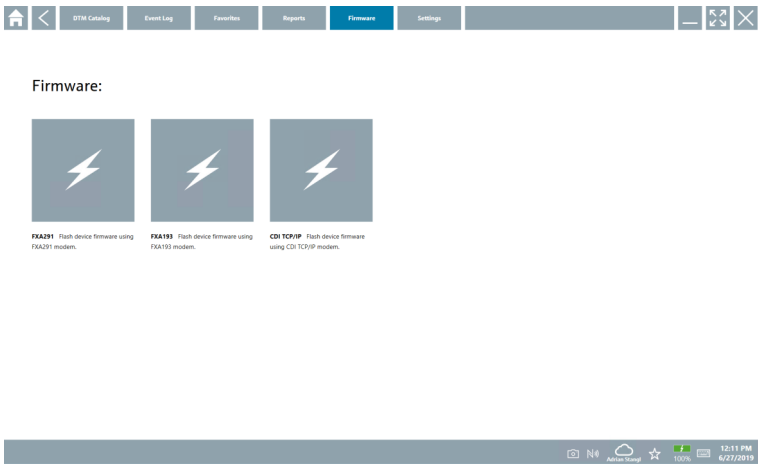 DTM Catalog
Event Log
Favorites
Reports
Firmware
Settings
Firmware:
FXA291 Flash device firmware using
FXA291 modem.
FXA193 Flash device firmware using
FXA193 modem.
CDI TCP/IP Flash device firmware
using CDI TCP/IP modem.
Adrian Stangl
100%
12:11 PM
6/27/2019